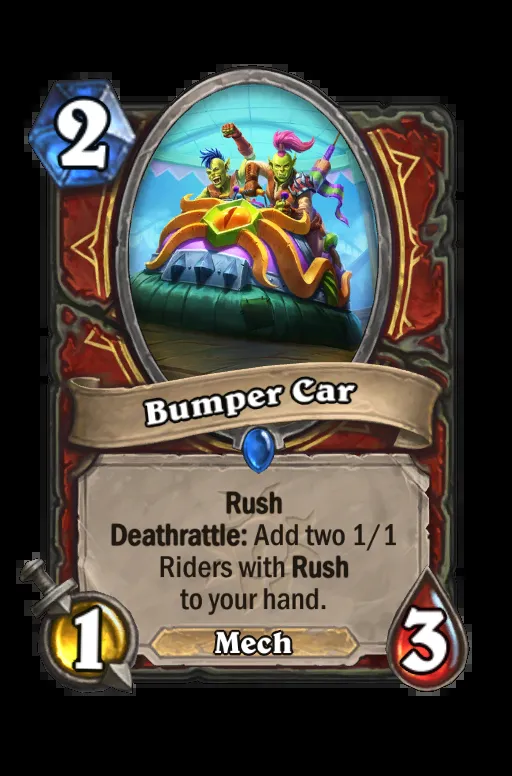 2
Bumper Car
Rush
Deathrattle: Add two 1/1
Riders with Rush
to your hand.
1
Mech
3